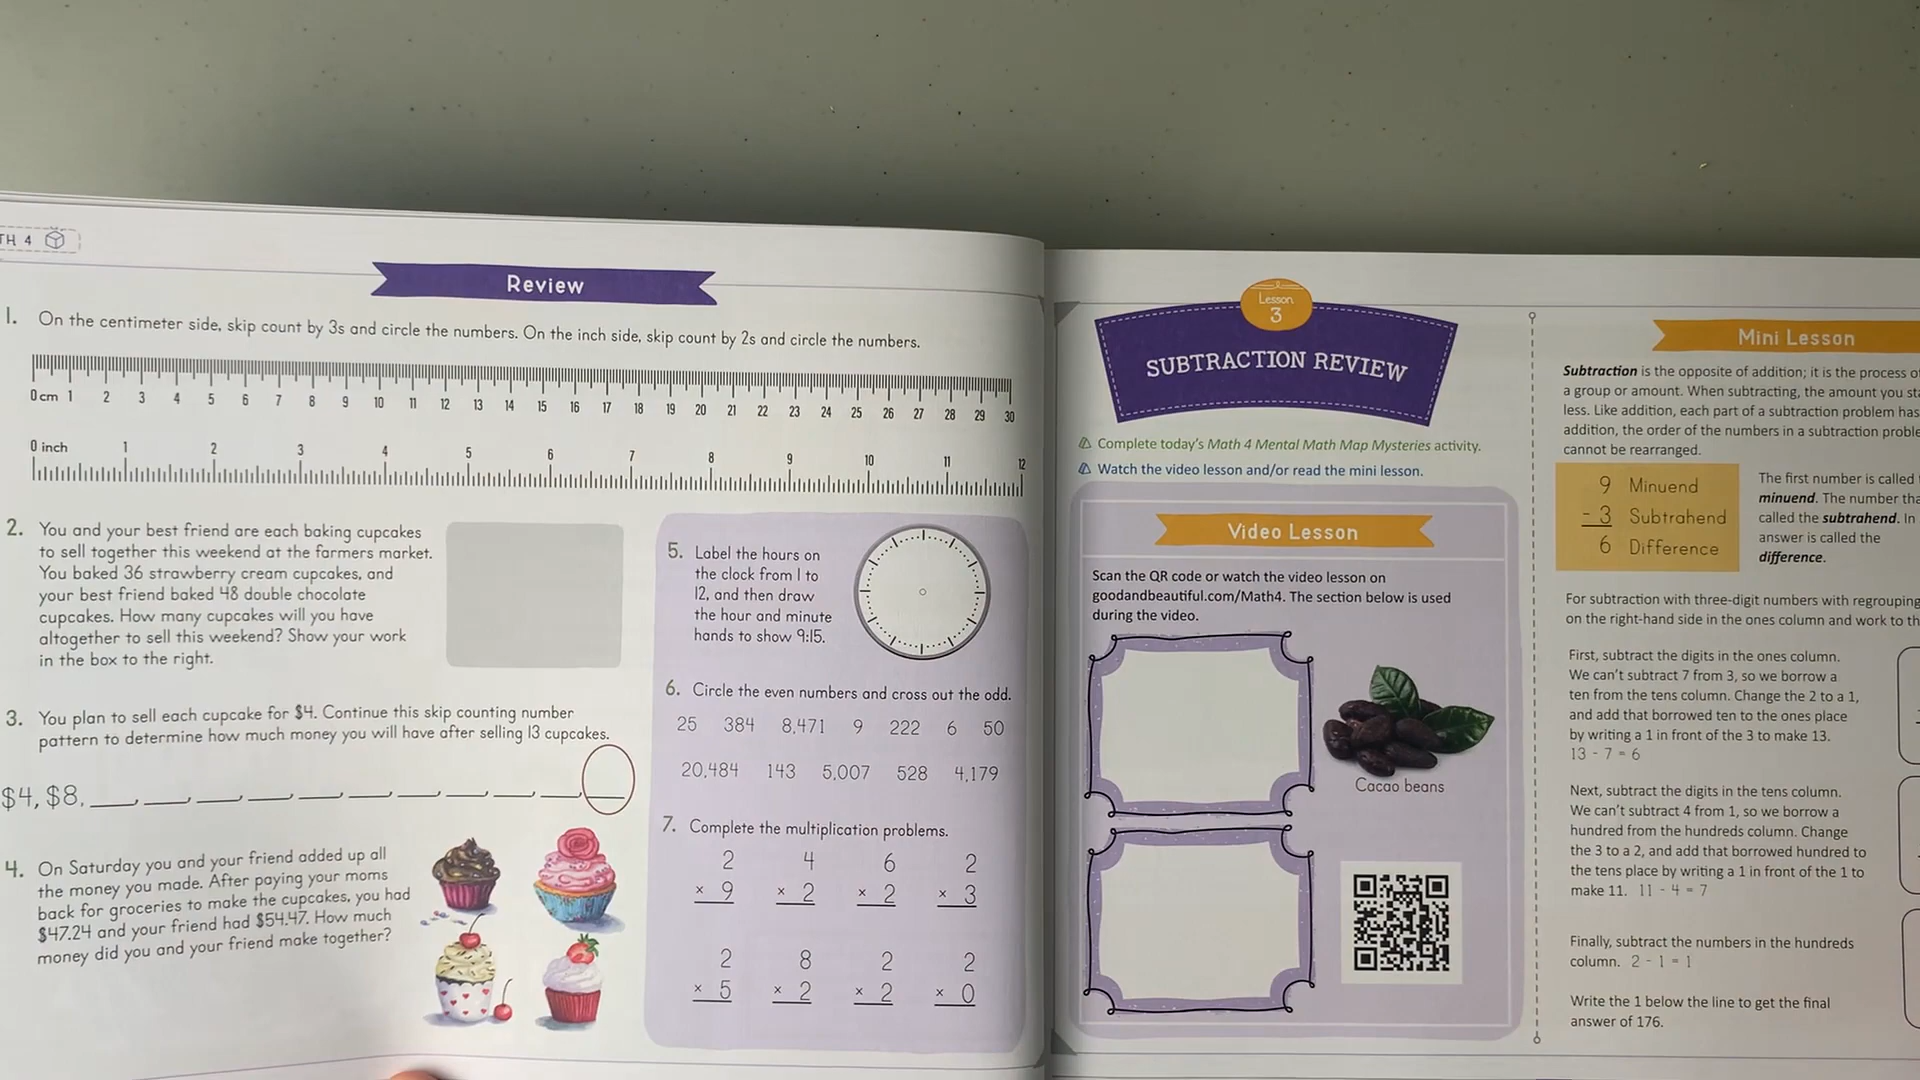 TH 4
Review
1. On the centimeter side, skip count by 3s and circle the numbers. On the inch side, skip count by 2s and circle the numbers.
0 cm 1 2 3 4 5 6 7 8 9 10 11 12 13 14 15 16 17 18 19 20 21 22 23 24 25 26 27 28 29 30
0 inch 1 2 3 4 5 6 7 8 9 10 11 12
2. You and your best friend are each baking cupcakes
to sell together this weekend at the farmers market.
You baked 36 strawberry cream cupcakes, and
your best friend baked 48 double chocolate
cupcakes. How many cupcakes will you have
altogether to sell this weekend? Show your work
in the box to the right.
3. You plan to sell each cupcake for $4. Continue this skip counting number
pattern to determine how much money you will have after selling 13 cupcakes.
$4, $8,
4. On Saturday you and your friend added up all
the money you made. After paying your moms
back for groceries to make the cupcakes, you had
$47.24 and your friend had $54.47. How much
money did you and your friend make together?
5. Label the hours on
the clock from 1 to
12, and then draw
the hour and minute
hands to show 9:15.
6. Circle the even numbers and cross out the odd.
25 384 8,471 9 222 6 50
20,484 143 5,007 528 4,179
7. Complete the multiplication problems.
2 4 6 2
× 9 × 2 × 2 × 3
2 8 2 2
× 5 × 2 × 2 × 0
Lesson
3
SUBTRACTION REVIEW
Complete today's Math 4 Mental Math Map Mysteries activity.
Watch the video lesson and/or read the mini lesson.
Video Lesson
Scan the QR code or watch the video lesson on
goodandbeautiful.com/Math4. The section below is used
during the video.
Cacao beans
Mini Lesson
Subtraction is the opposite of addition; it is the process o
a group or amount. When subtracting, the amount you sta
less. Like addition, each part of a subtraction problem has
addition, the order of the numbers in a subtraction proble
cannot be rearranged.
9 Minuend
- 3 Subtrahend
6 Difference
The first number is called
minuend. The number tha
called the subtrahend. In
answer is called the
difference.
For subtraction with three-digit numbers with regrouping
on the right-hand side in the ones column and work to th
First, subtract the digits in the ones column.
We can't subtract 7 from 3, so we borrow a
ten from the tens column. Change the 2 to a 1,
and add that borrowed ten to the ones place
by writing a 1 in front of the 3 to make 13.
13 - 7 = 6
Next, subtract the digits in the tens column.
We can't subtract 4 from 1, so we borrow a
hundred from the hundreds column. Change
the 3 to a 2, and add that borrowed hundred to
the tens place by writing a 1 in front of the 1 to
make 11. 11 - 4 = 7
Finally, subtract the numbers in the hundreds
column. 2 - 1 = 1
Write the 1 below the line to get the final
answer of 176.